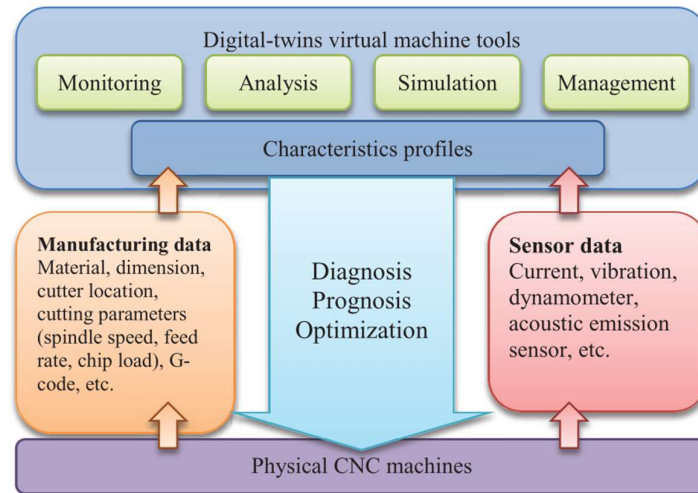 Digital-twins virtual machine tools
Monitoring
Analysis
Simulation
Management
Characteristics profiles
Manufacturing data
Material, dimension,
cutter location,
cutting parameters
(spindle speed, feed
rate, chip load), G-
code, etc.
Diagnosis
Prognosis
Optimization
Sensor data
Current, vibration,
dynamometer,
acoustic emission
sensor, etc.
Physical CNC machines